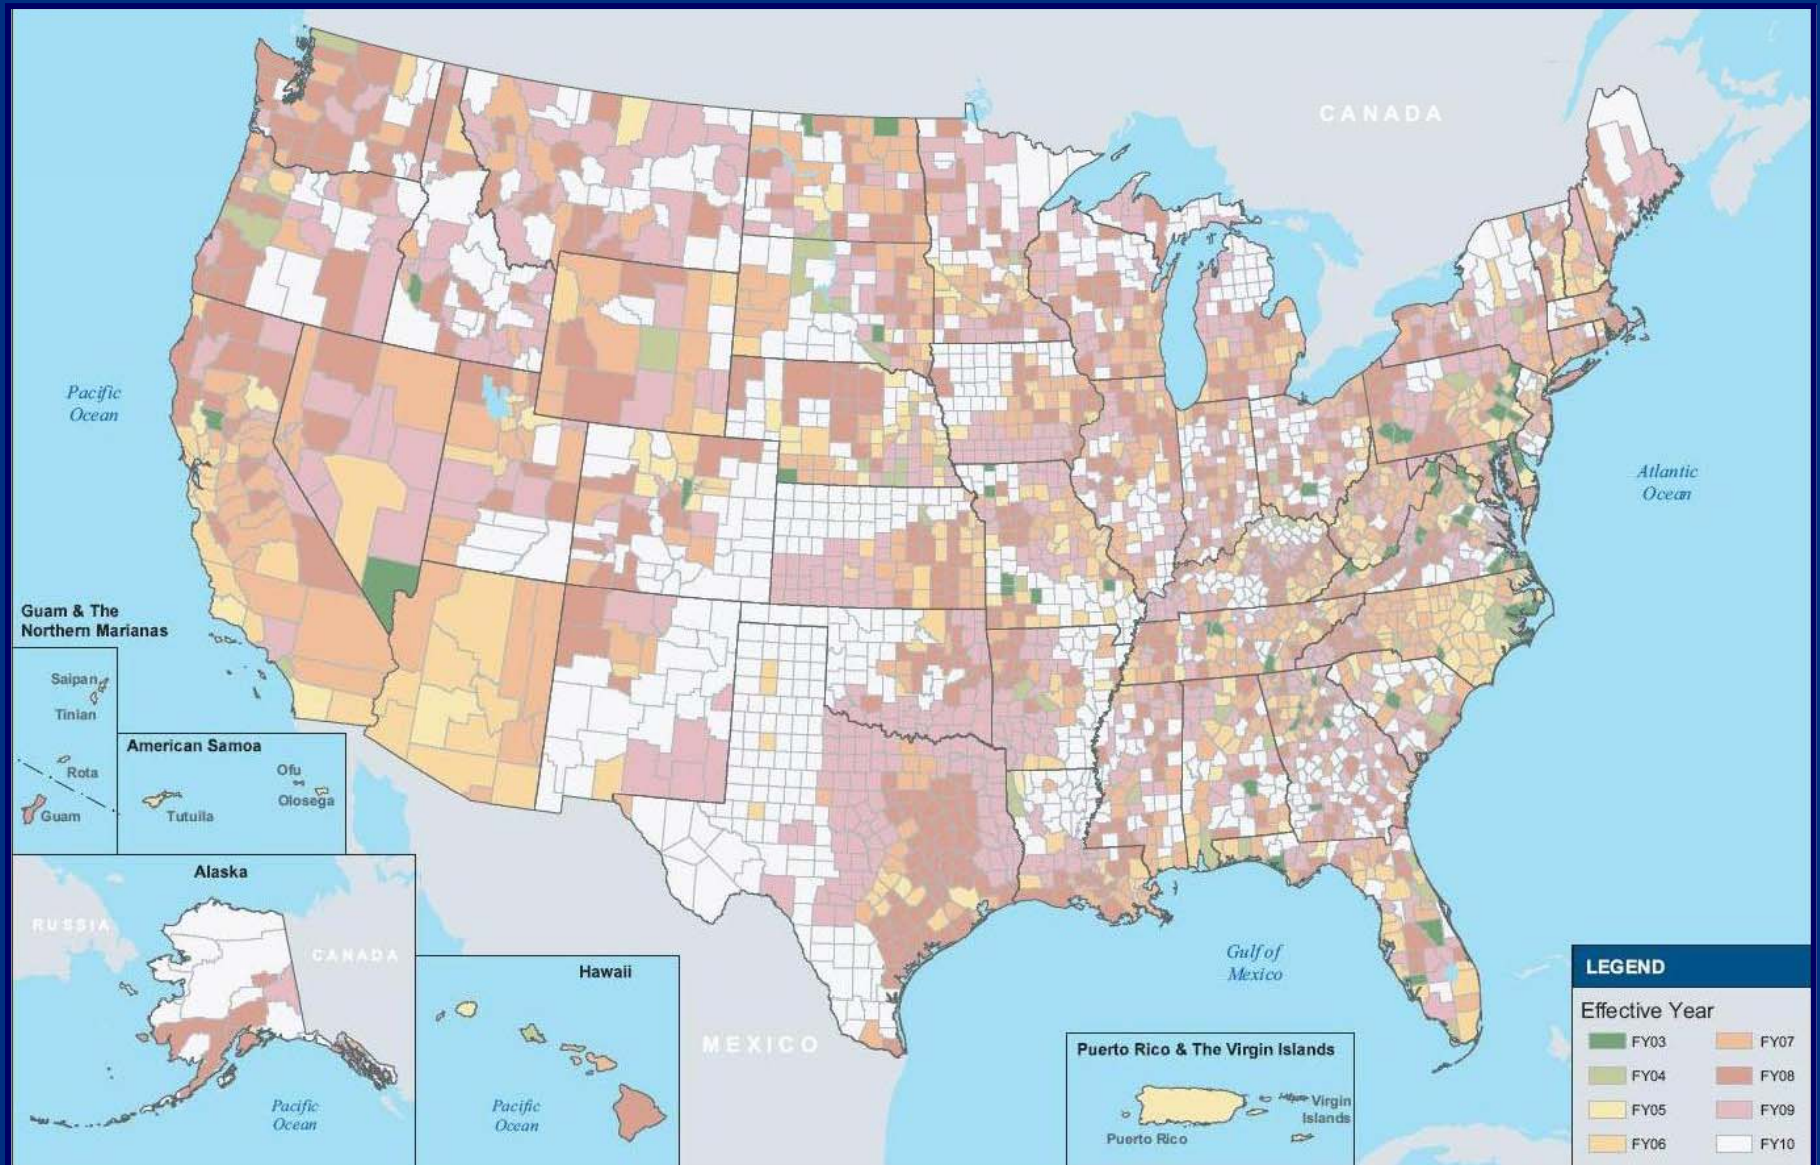 CANADA
Pacific
Ocean
Atlantic
Ocean
Guam & The
Northern Marianas
Saipan
Tinian
Rota
Guam
American Samoa
Ofu
Olosega
Tutuila
Alaska
RUSSIA
CANADA
Pacific
Ocean
Hawaii
Pacific
Ocean
MEXICO
Gulf of
Mexico
Puerto Rico & The Virgin Islands
Virgin
Islands
Puerto Rico
LEGEND
Effective Year
FY03
FY07
FY04
FY08
FY05
FY09
FY06
FY10